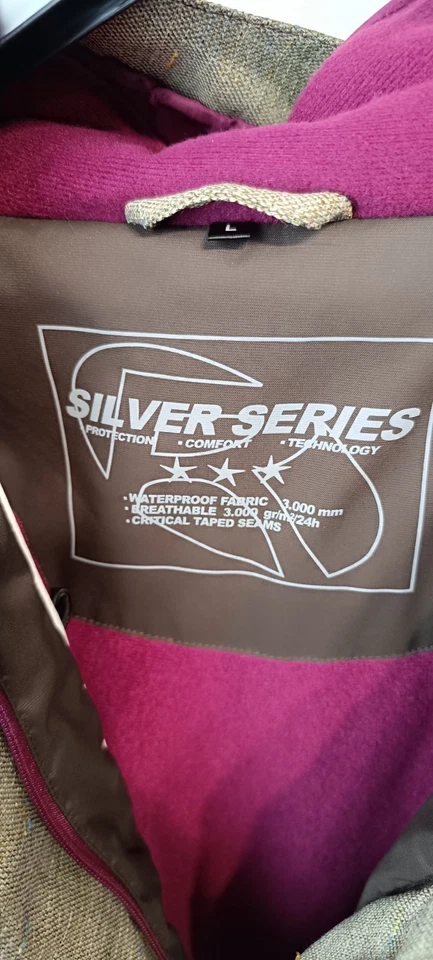 L
SILVER SERIES
PROTECTION • COMFORT • TECHNOLOGY
• WATERPROOF FABRIC 3.000 mm
• BREATHABLE 3.000 gr/m²/24h
• CRITICAL TAPED SEAMS